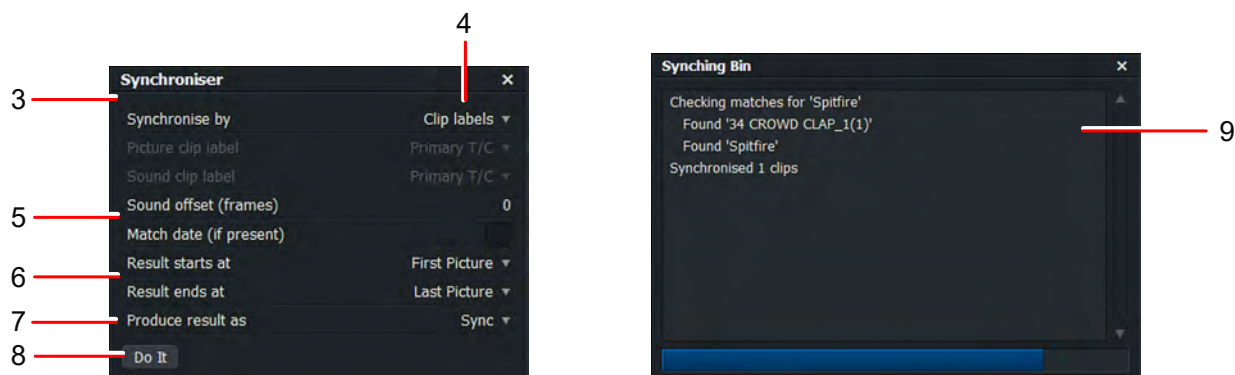 4
Synchroniser ×
3
Synchronise by Clip labels
Picture clip label Primary T/C
Sound clip label Primary T/C
Sound offset (frames) 0
5
Match date (if present)
Result starts at First Picture
6
Result ends at Last Picture
7
Produce result as Sync
8
Do It
Synching Bin ×
Checking matches for 'Spitfire'
Found '34 CROWD CLAP_1(1)'
9
Found 'Spitfire'
Synchronised 1 clips